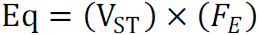 Eq = (V_ST) × (F_E)